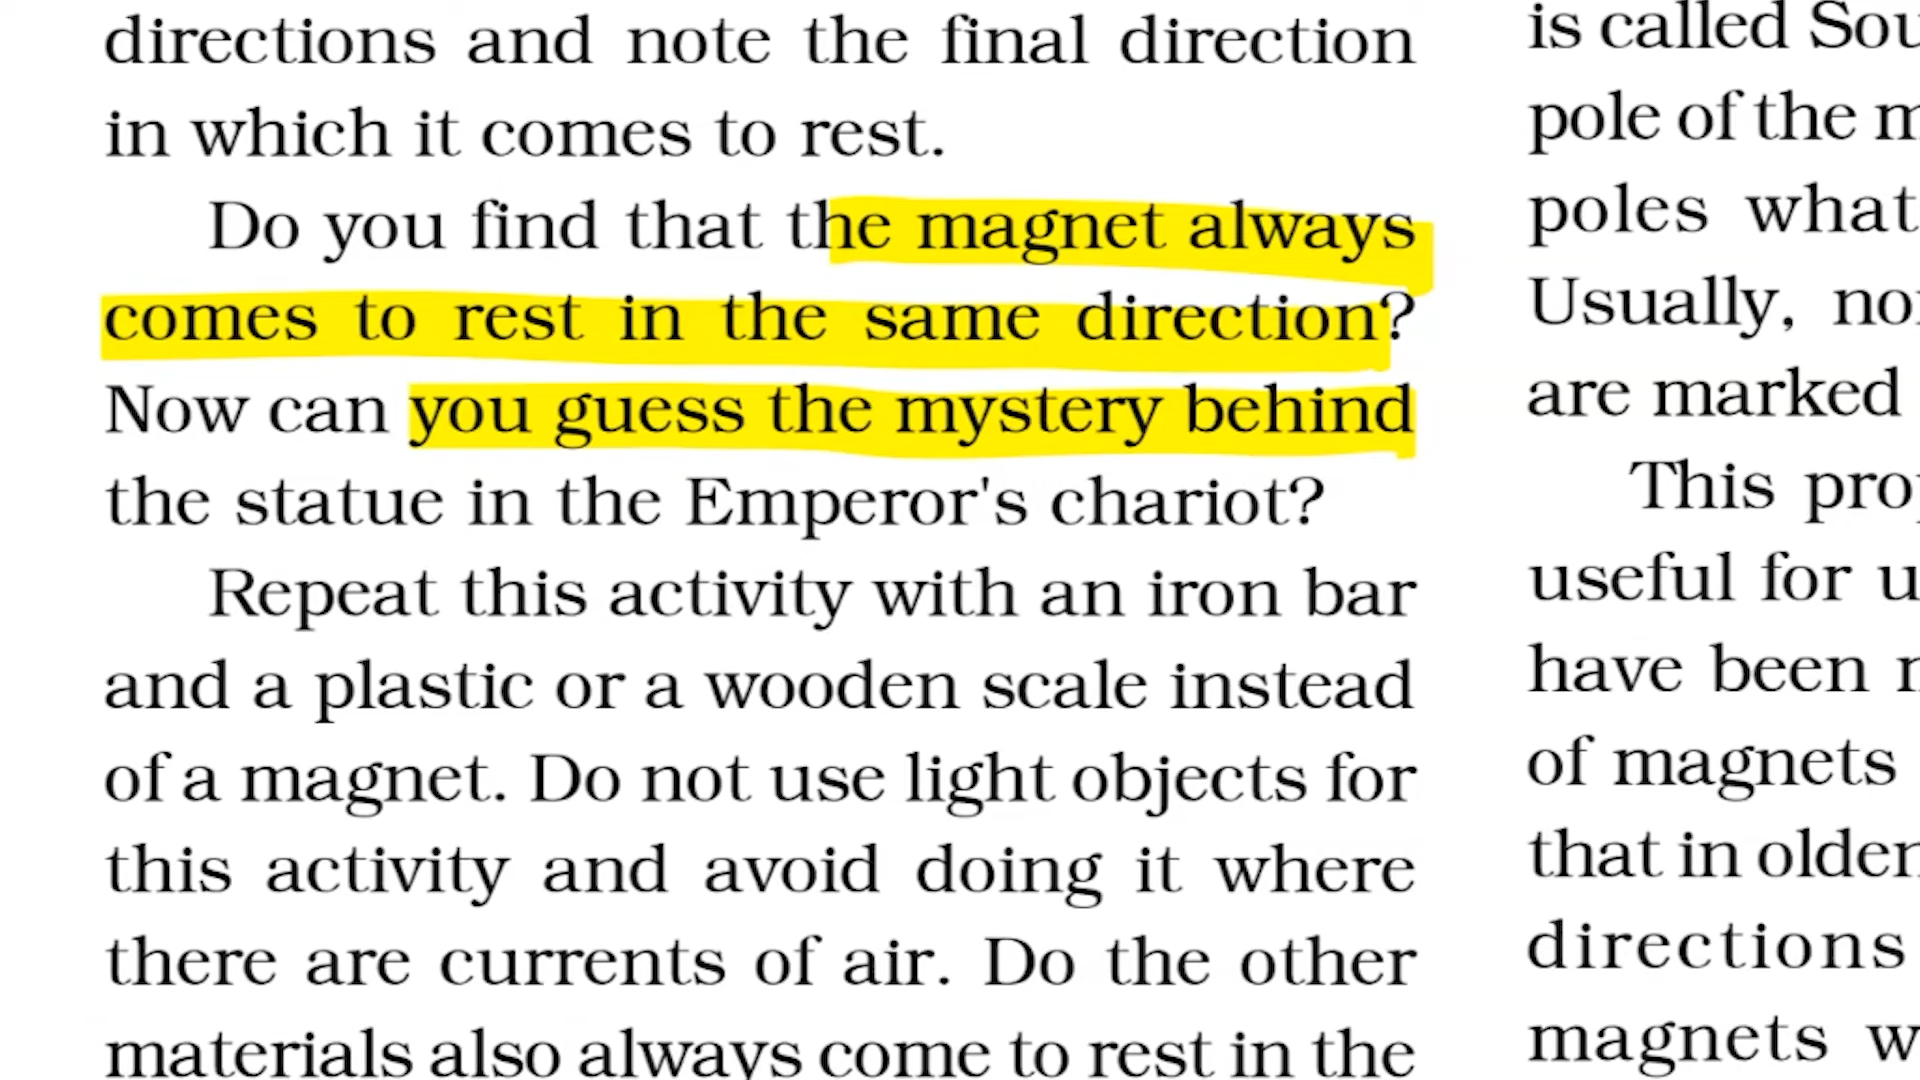 directions and note the final direction
in which it comes to rest.
Do you find that the magnet always
comes to rest in the same direction?
Now can you guess the mystery behind
the statue in the Emperor's chariot?
Repeat this activity with an iron bar
and a plastic or a wooden scale instead
of a magnet. Do not use light objects for
this activity and avoid doing it where
there are currents of air. Do the other
materials also always come to rest in the
is called
pole of the
poles what
Usually,
are marked
This
useful for
have been
of magnets
that in
directions
magnets